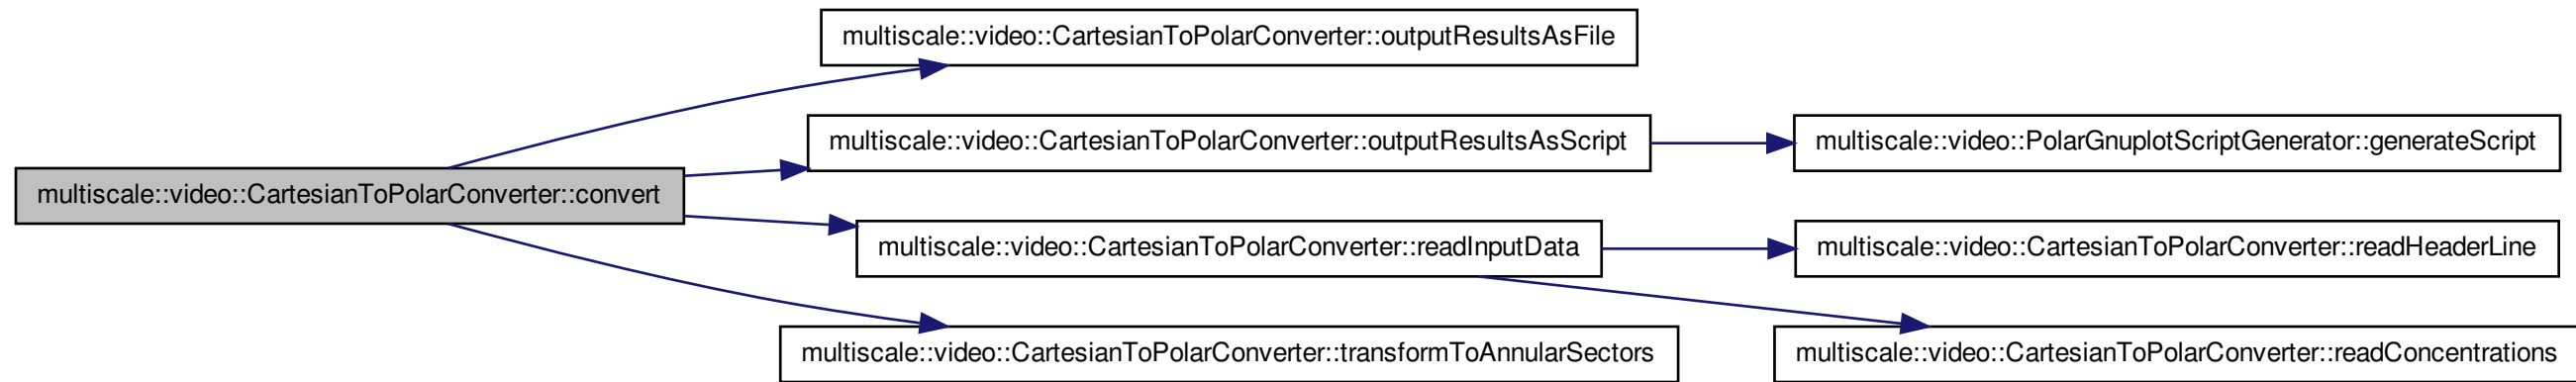 multiscale::video::CartesianToPolarConverter::outputResultsAsFile
multiscale::video::CartesianToPolarConverter::outputResultsAsScript
multiscale::video::PolarGnuplotScriptGenerator::generateScript
multiscale::video::CartesianToPolarConverter::convert
multiscale::video::CartesianToPolarConverter::readInputData
multiscale::video::CartesianToPolarConverter::readHeaderLine
multiscale::video::CartesianToPolarConverter::transformToAnnularSectors
multiscale::video::CartesianToPolarConverter::readConcentrations